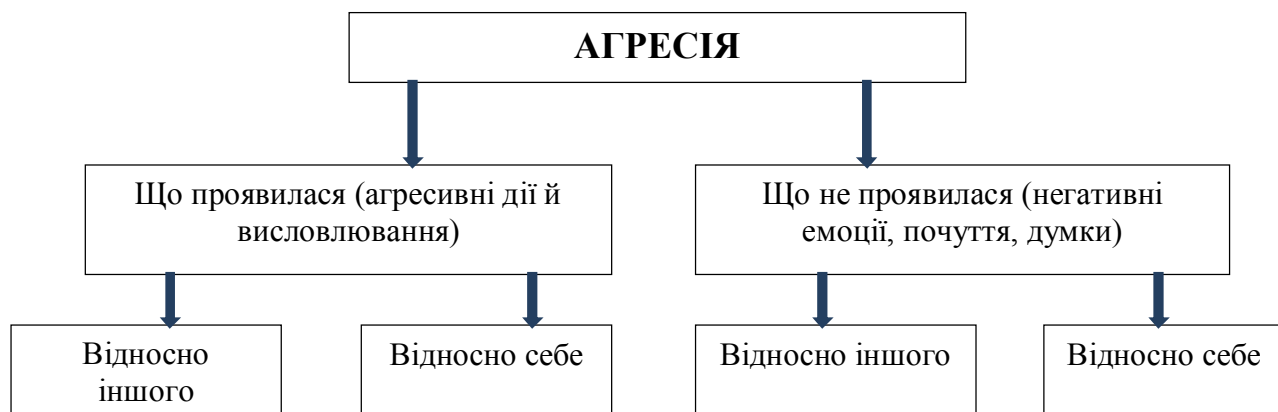 АГРЕСІЯ
Що проявилася (агресивні дії й
висловлювання)
Що не проявилася (негативні
емоції, почуття, думки)
Відносно
іншого
Відносно себе
Відносно іншого
Відносно себе